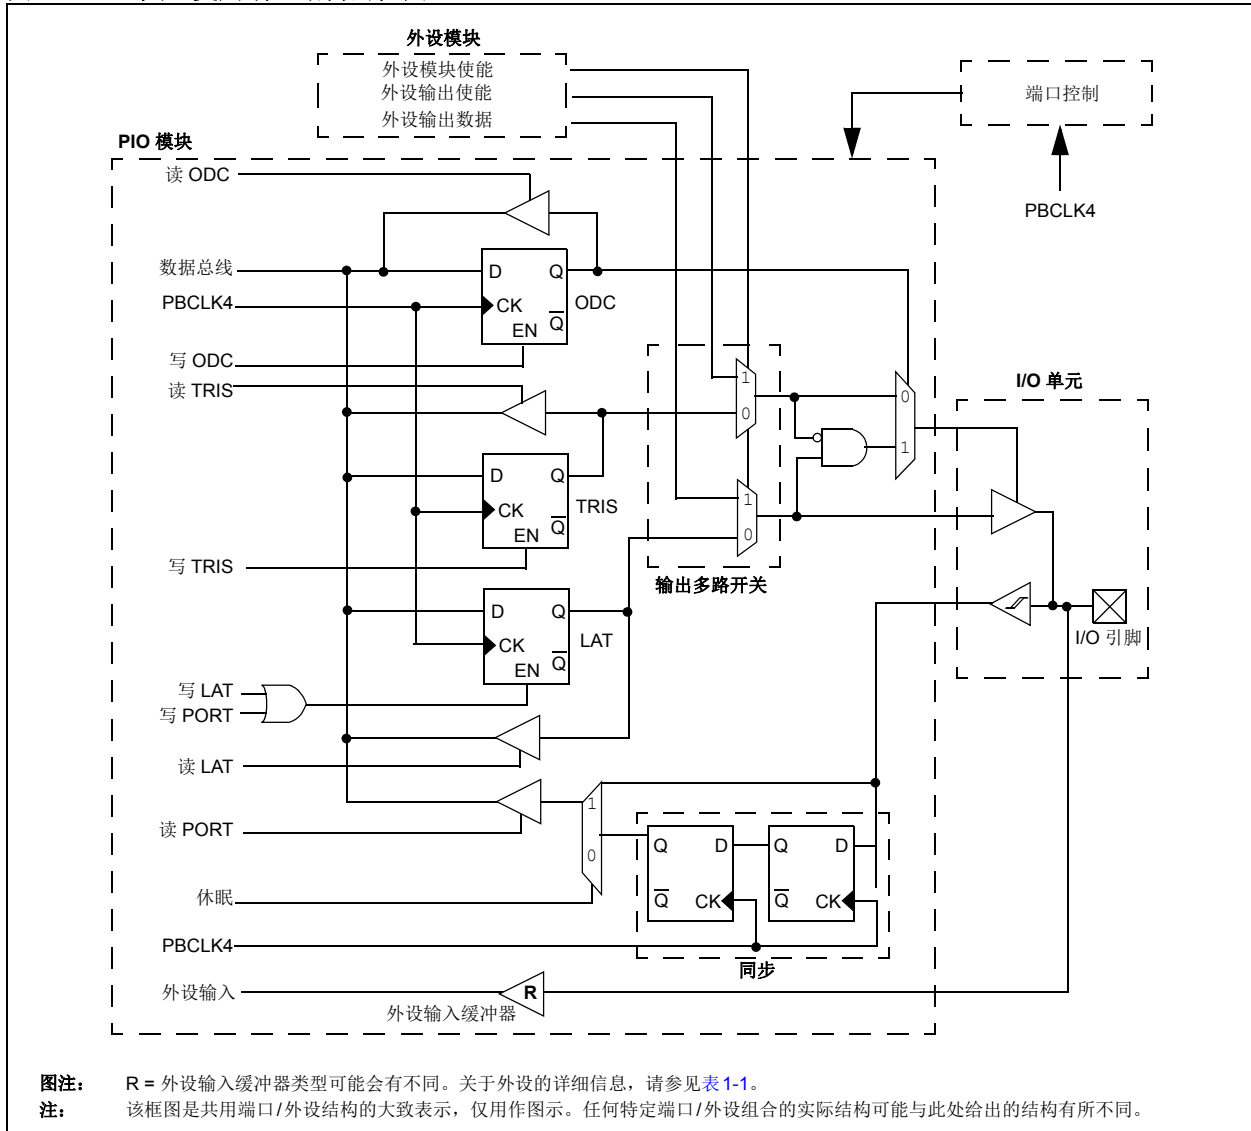 外设模块
外设模块使能
外设输出使能
外设输出数据
端口控制
PBCLK4
PIO 模块
读 ODC
数据总线
D Q
PBCLK4
CK
ODC
EN Q
写 ODC
读 TRIS
1
0
0
1
I/O 单元
D Q
CK
TRIS
EN Q
1
0
写 TRIS
输出多路开关
D Q
CK
LAT
EN Q
I/O 引脚
写 LAT
写 PORT
读 LAT
读 PORT
1
0
Q D
Q CK
Q D
Q CK
休眠
PBCLK4
同步
外设输入
R
外设输入缓冲器
图注： R = 外设输入缓冲器类型可能会有不同。关于外设的详细信息，请参见表1-1。
注： 该框图是共用端口/外设结构的大致表示，仅用作图示。任何特定端口/外设组合的实际结构可能与此处给出的结构有所不同。